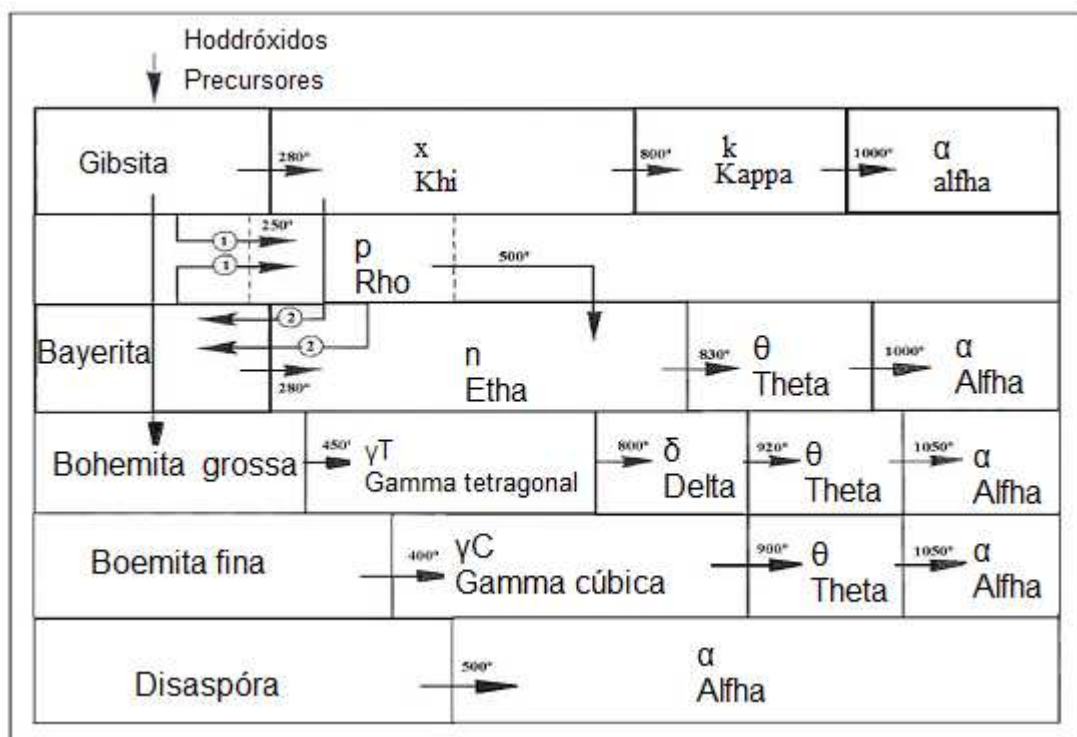 Hoddróxidos
Precursores
Gibsita
280°
x
Khi
800°
k
Kappa
1000°
α
alfha
1
250°
1
p
Rho
500°
2
2
Bayerita
280°
n
Etha
830°
θ
Theta
1000°
α
Alfha
Bohemita grossa
450°
γT
Gamma tetragonal
800°
δ
Delta
920°
θ
Theta
1050°
α
Alfha
Boemita fina
400°
γC
Gamma cúbica
900°
θ
Theta
1050°
α
Alfha
Disaspóra
500°
α
Alfha